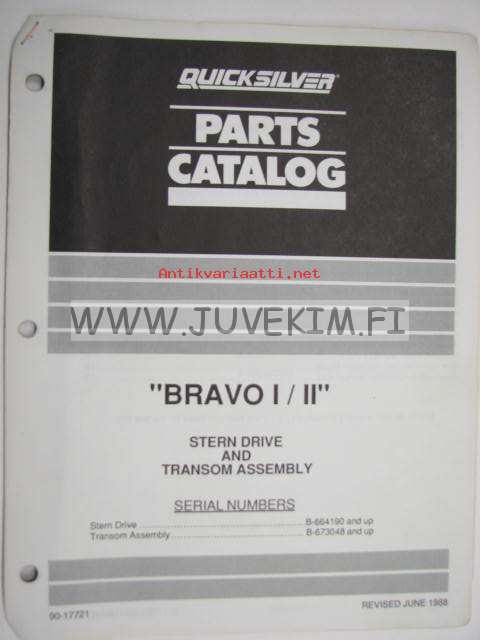 QUICKSILVER®
PARTS
CATALOG
Antikvariaatti.net
WWW.JUVEKIM.FI
"BRAVO I / II"
STERN DRIVE
AND
TRANSOM ASSEMBLY
SERIAL NUMBERS
Stern Drive ........................................ B-664190 and up
Transom Assembly ................................ B-673048 and up
90-17721
REVISED JUNE 1988